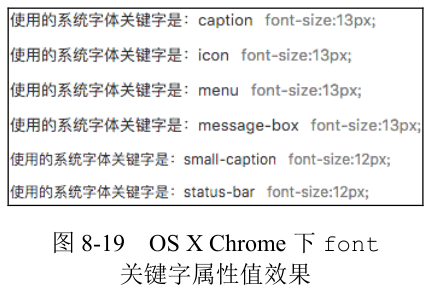 使用的系统字体关键字是：caption font-size:13px;
使用的系统字体关键字是：icon font-size:13px;
使用的系统字体关键字是：menu font-size:13px;
使用的系统字体关键字是：message-box font-size:13px;
使用的系统字体关键字是：small-caption font-size:12px;
使用的系统字体关键字是：status-bar font-size:12px;
图 8-19 OS X Chrome 下 font
关键字属性值效果